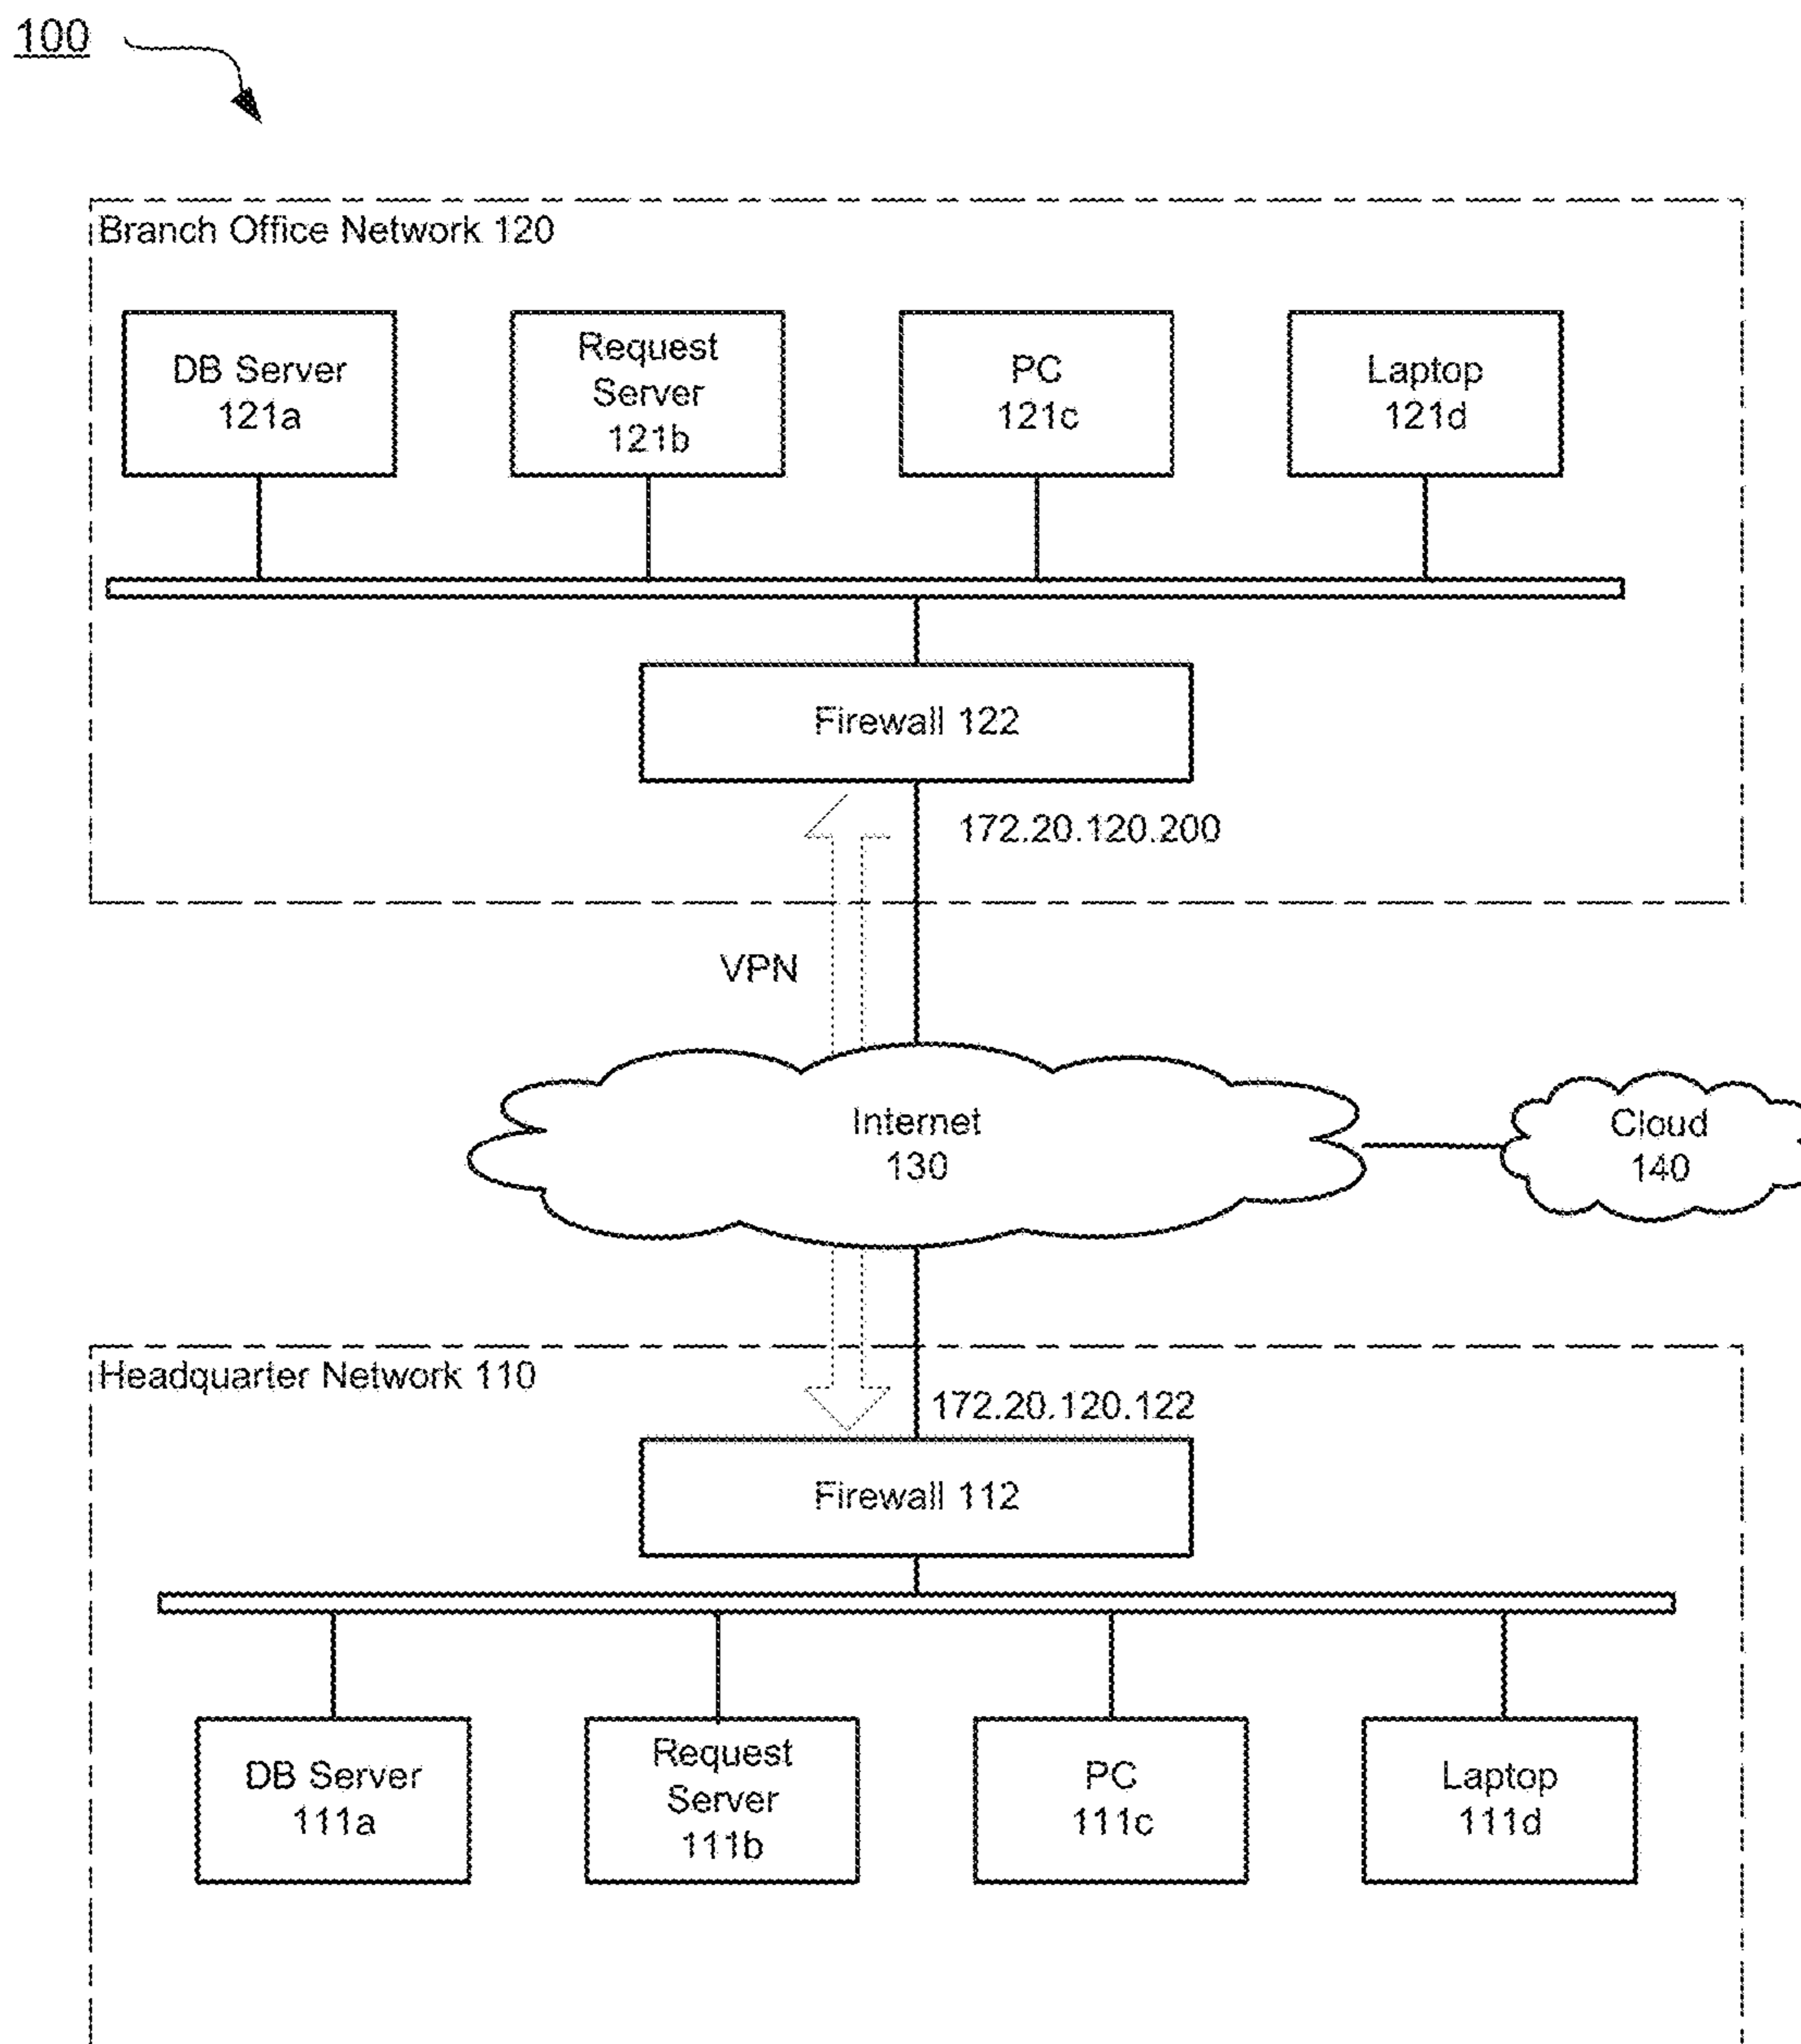 100
Branch Office Network 120
DB Server
121a
Request
Server
121b
PC
121c
Laptop
121d
Firewall 122
172.20.120.200
VPN
Internet
130
Cloud
140
Headquarter Network 110
172.20.120.122
Firewall 112
DB Server
111a
Request
Server
111b
PC
111c
Laptop
111d